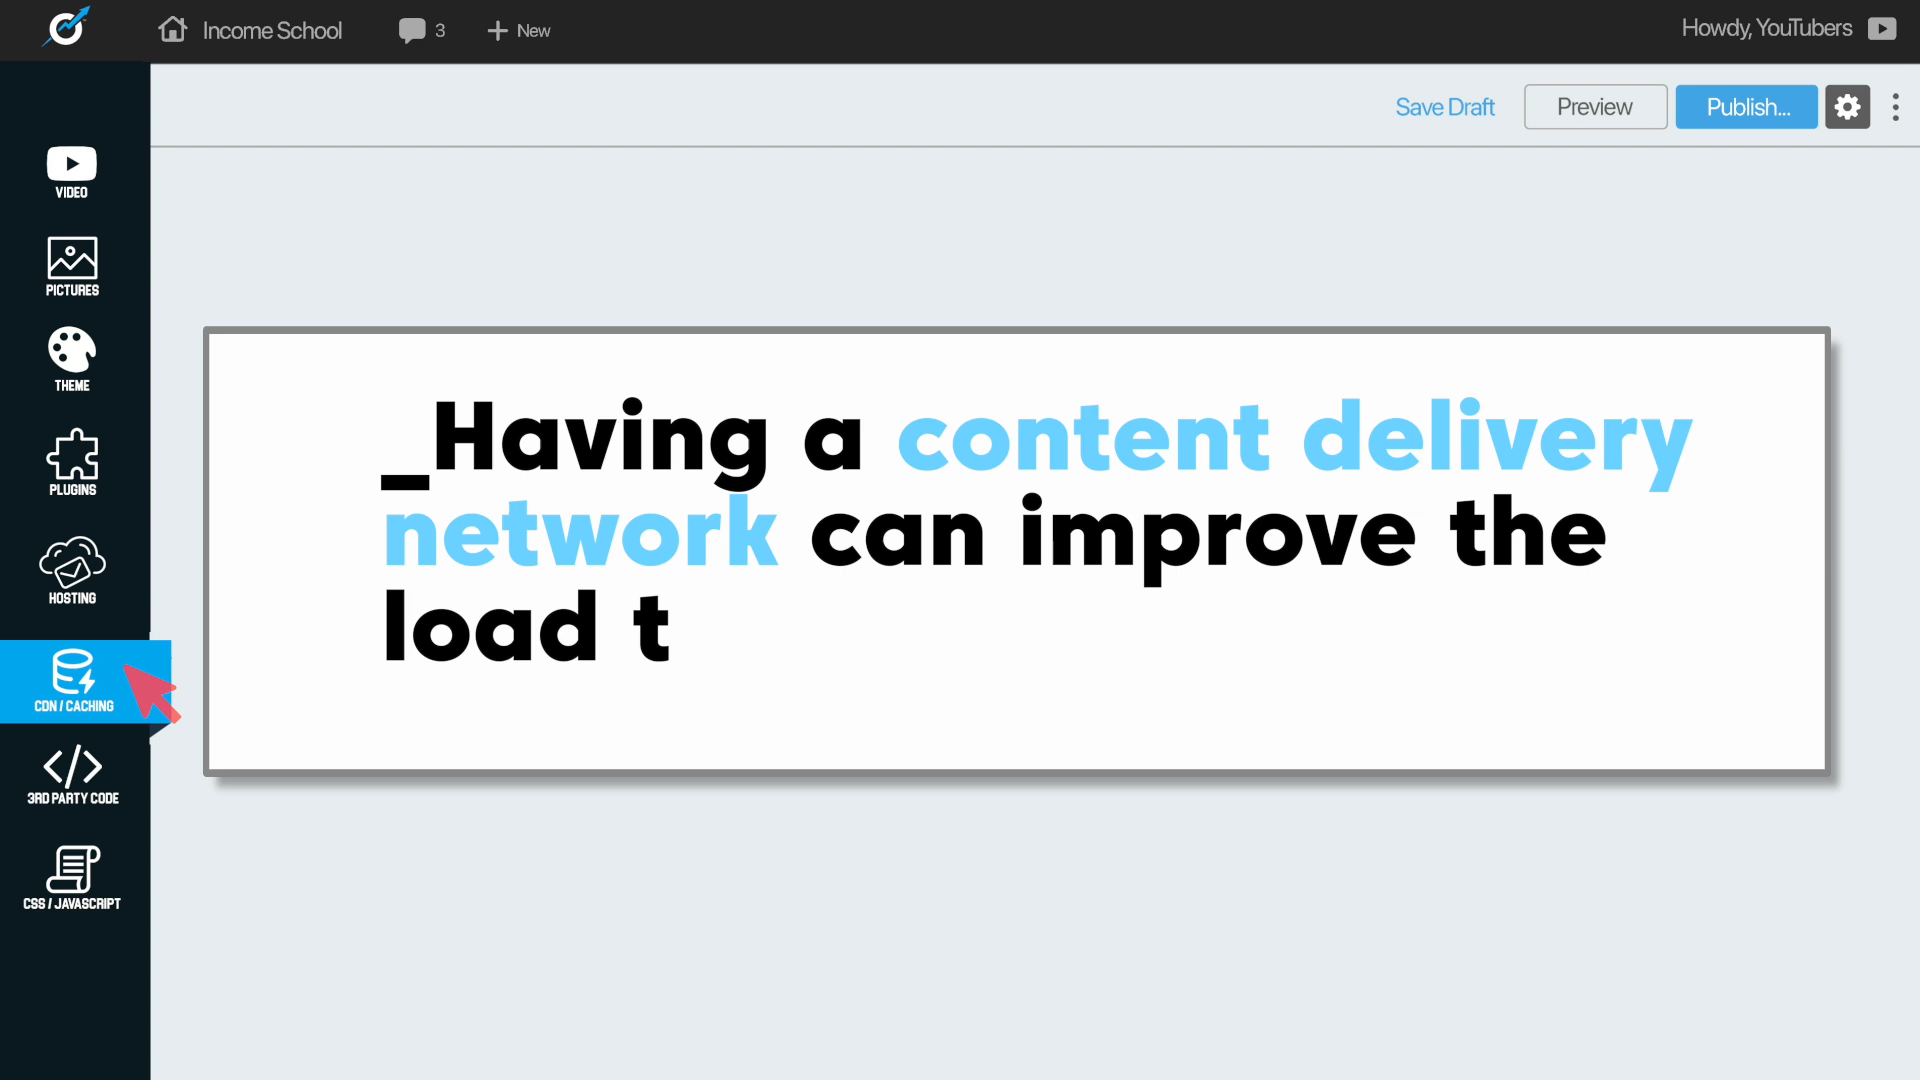 Income School
3
New
Howdy, YouTubers
Save Draft
Preview
Publish...
VIDEO
PICTURES
THEME
PLUGINS
HOSTING
CDN / CACHING
3RD PARTY CODE
CSS / JAVASCRIPT
_Having a content delivery
network can improve the
load t